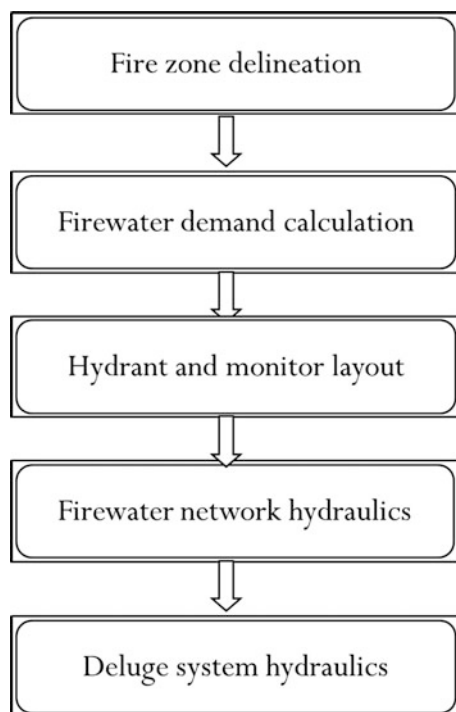 Fire zone delineation
Firewater demand calculation
Hydrant and monitor layout
Firewater network hydraulics
Deluge system hydraulics